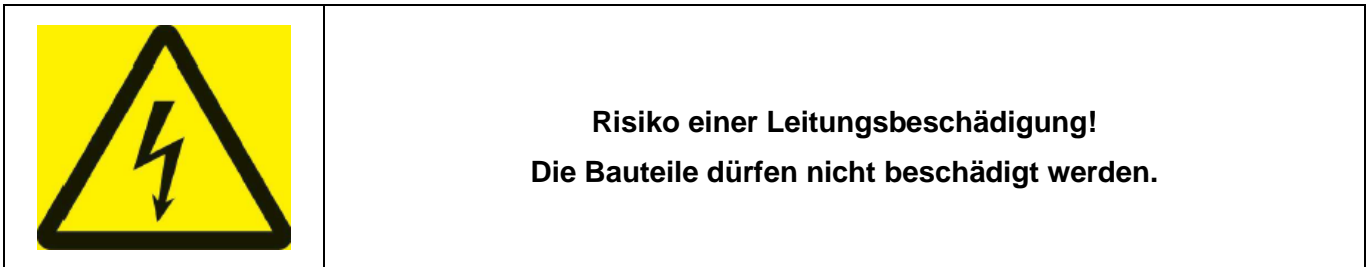 Risiko einer Leitungsbeschädigung!
Die Bauteile dürfen nicht beschädigt werden.